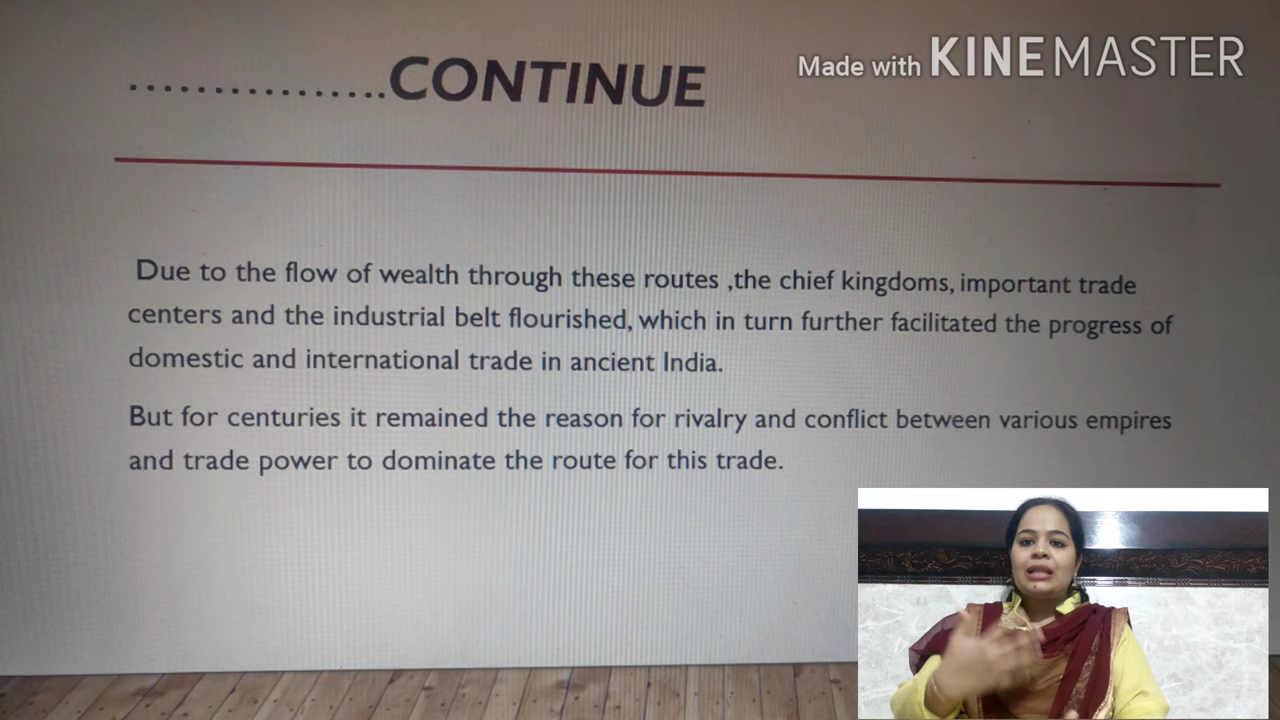 ................CONTINUE
Made with KINEMASTER
Due to the flow of wealth through these routes ,the chief kingdoms, important trade
centers and the industrial belt flourished, which in turn further facilitated the progress of
domestic and international trade in ancient India.
But for centuries it remained the reason for rivalry and conflict between various empires
and trade power to dominate the route for this trade.